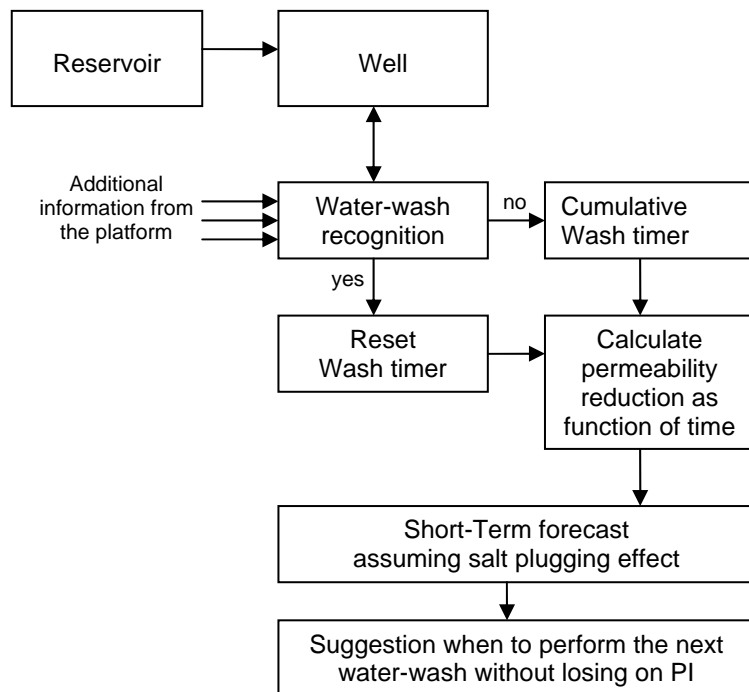 Reservoir
Well
Additional
information from
the platform
Water-wash
recognition
no
Cumulative
Wash timer
yes
Reset
Wash timer
Calculate
permeability
reduction as
function of time
Short-Term forecast
assuming salt plugging effect
Suggestion when to perform the next
water-wash without losing on PI